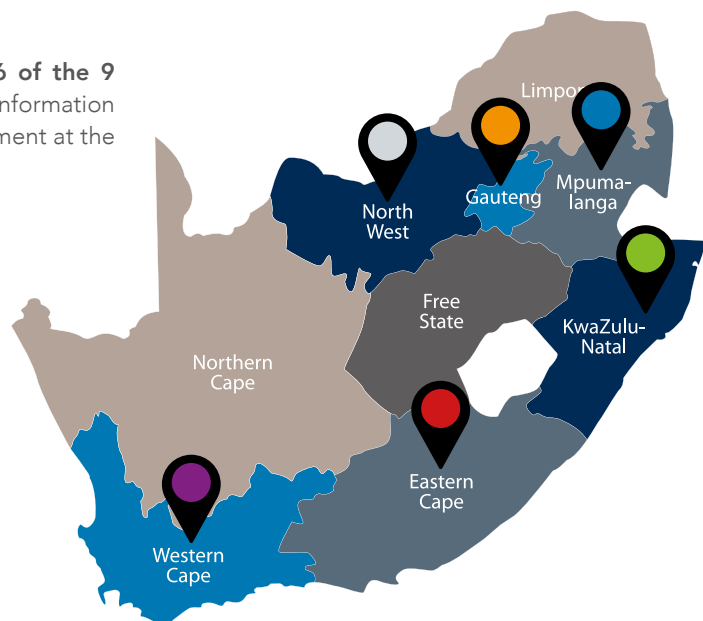 6 of the 9
nformation
ment at the
Limpo
Gauteng
Mpuma-
langa
North
West
Free
State
KwaZulu-
Natal
Northern
Cape
Eastern
Cape
Western
Cape